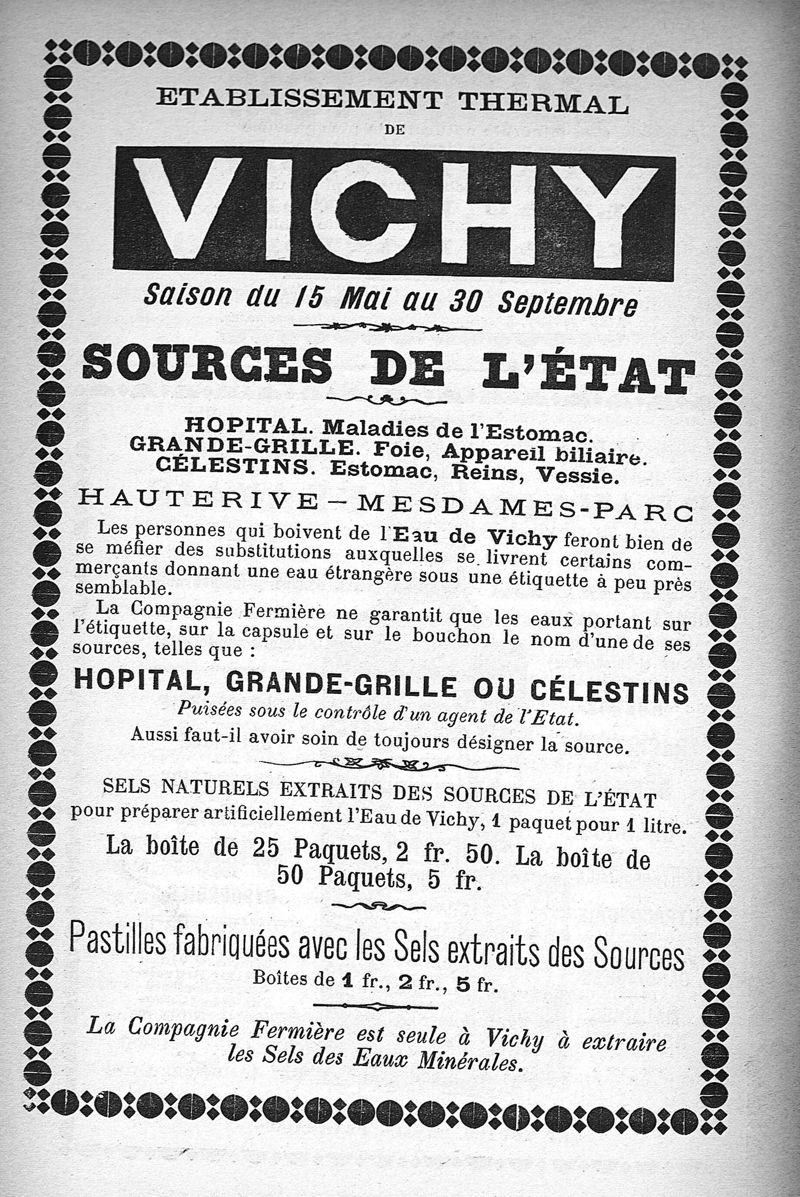 ETABLISSEMENT THERMAL
DE
VICHY
Saison du 15 Mai au 30 Septembre
SOURCES DE L'ÉTAT
HOPITAL. Maladies de l'Estomac.
GRANDE-GRILLE. Foie, Appareil biliaire.
CÉLESTINS. Estomac, Reins, Vessie.
HAUTERIVE — MESDAMES-PARC
Les personnes qui boivent de l'Eau de Vichy feront bien de
se méfier des substitutions auxquelles se livrent certains com-
merçants donnant une eau étrangère sous une étiquette à peu près
semblable.
La Compagnie Fermière ne garantit que les eaux portant sur
l'étiquette, sur la capsule et sur le bouchon le nom d'une de ses
sources, telles que :
HOPITAL, GRANDE-GRILLE OU CÉLESTINS
Puisées sous le contrôle d'un agent de l'Etat.
Aussi faut-il avoir soin de toujours désigner la source.
SELS NATURELS EXTRAITS DES SOURCES DE L'ÉTAT
pour préparer artificiellement l'Eau de Vichy, 1 paquet pour 1 litre.
La boîte de 25 Paquets, 2 fr. 50. La boîte de
50 Paquets, 5 fr.
Pastilles fabriquées avec les Sels extraits des Sources
Boîtes de 1 fr., 2 fr., 5 fr.
La Compagnie Fermière est seule à Vichy à extraire
les Sels des Eaux Minérales.